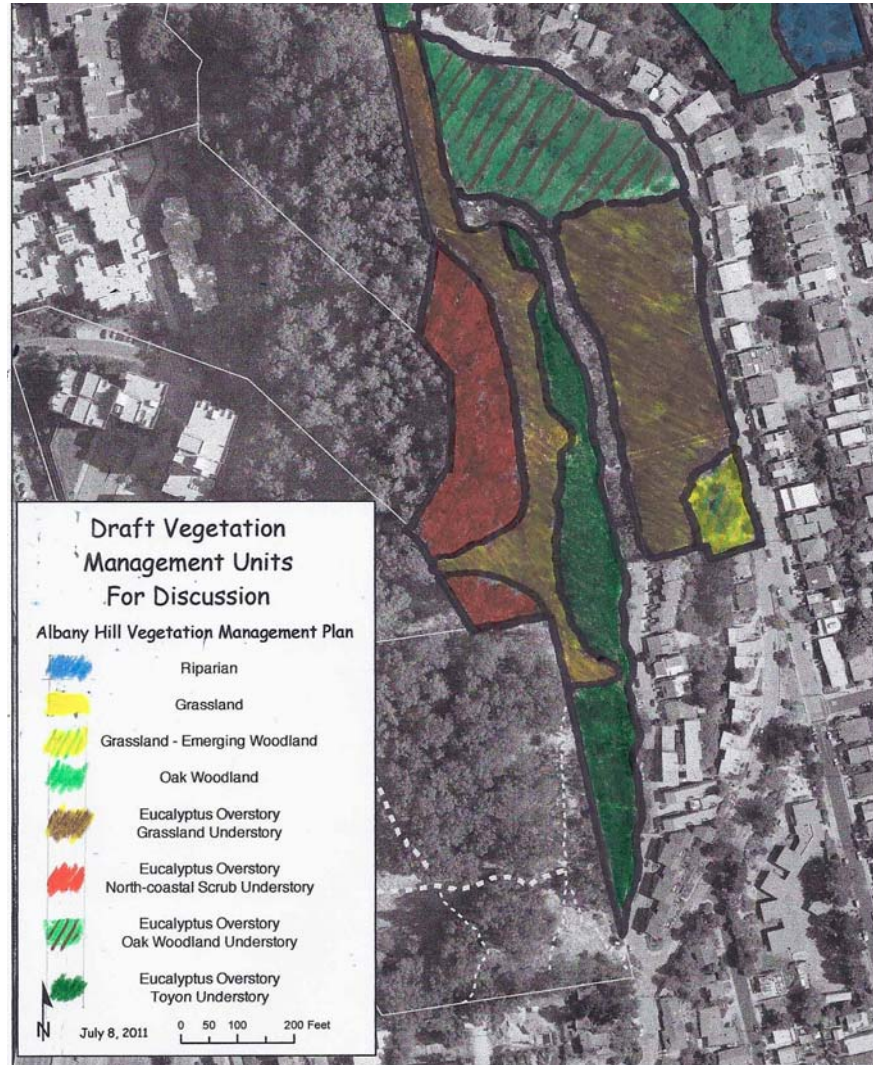 Draft Vegetation
Management Units
For Discussion
Albany Hill Vegetation Management Plan
Riparian
Grassland
Grassland - Emerging Woodland
Oak Woodland
Eucalyptus Overstory
Grassland Understory
Eucalyptus Overstory
North-coastal Scrub Understory
Eucalyptus Overstory
Oak Woodland Understory
Eucalyptus Overstory
Toyon Understory
N
July 8, 2011
0 50 100 200 Feet